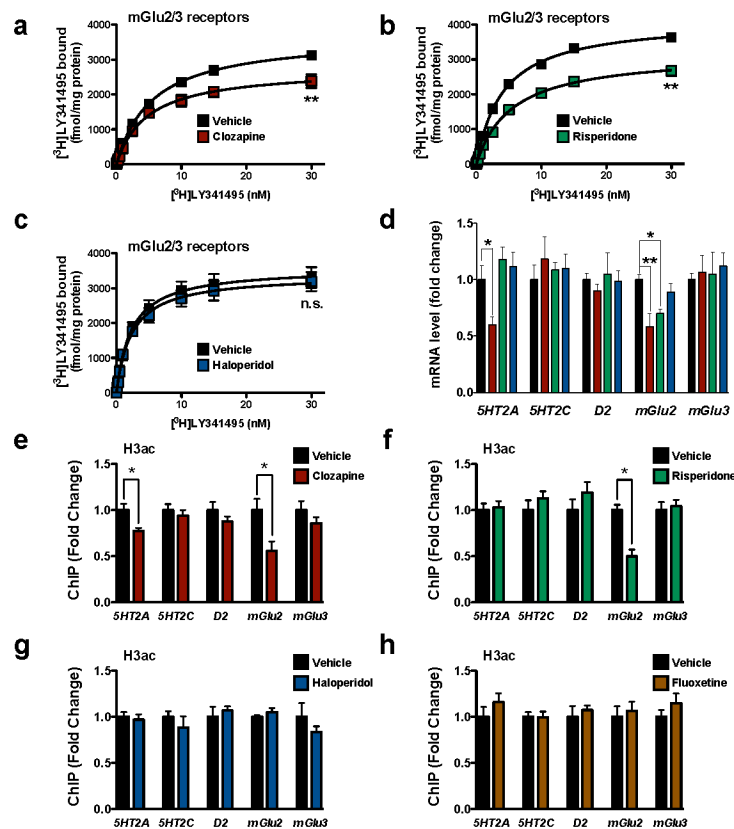 a
mGlu2/3 receptors
[³H]LY341495 bound
(fmol/mg protein)
4000
3000
2000
1000
0
Vehicle
Clozapine
**
0
10
20
30
[³H]LY341495 (nM)
b
mGlu2/3 receptors
[³H]LY341495 bound
(fmol/mg protein)
4000
3000
2000
1000
0
Vehicle
Risperidone
**
0
10
20
30
[³H]LY341495 (nM)
c
mGlu2/3 receptors
[³H]LY341495 bound
(fmol/mg protein)
4000
3000
2000
1000
0
n.s.
Vehicle
Haloperidol
0
10
20
30
[³H]LY341495 (nM)
d
mRNA level (fold change)
1.5
1.0
0.5
0.0
*
*
**
5HT2A 5HT2C D2 mGlu2 mGlu3
e
H3ac
Vehicle
Clozapine
ChIP (Fold Change)
1.5
1.0
0.5
0.0
*
*
5HT2A 5HT2C D2 mGlu2 mGlu3
f
H3ac
Vehicle
Risperidone
ChIP (Fold Change)
1.5
1.0
0.5
0.0
*
5HT2A 5HT2C D2 mGlu2 mGlu3
g
H3ac
Vehicle
Haloperidol
ChIP (Fold Change)
1.5
1.0
0.5
0.0
5HT2A 5HT2C D2 mGlu2 mGlu3
h
H3ac
Vehicle
Fluoxetine
ChIP (Fold Change)
1.5
1.0
0.5
0.0
5HT2A 5HT2C D2 mGlu2 mGlu3